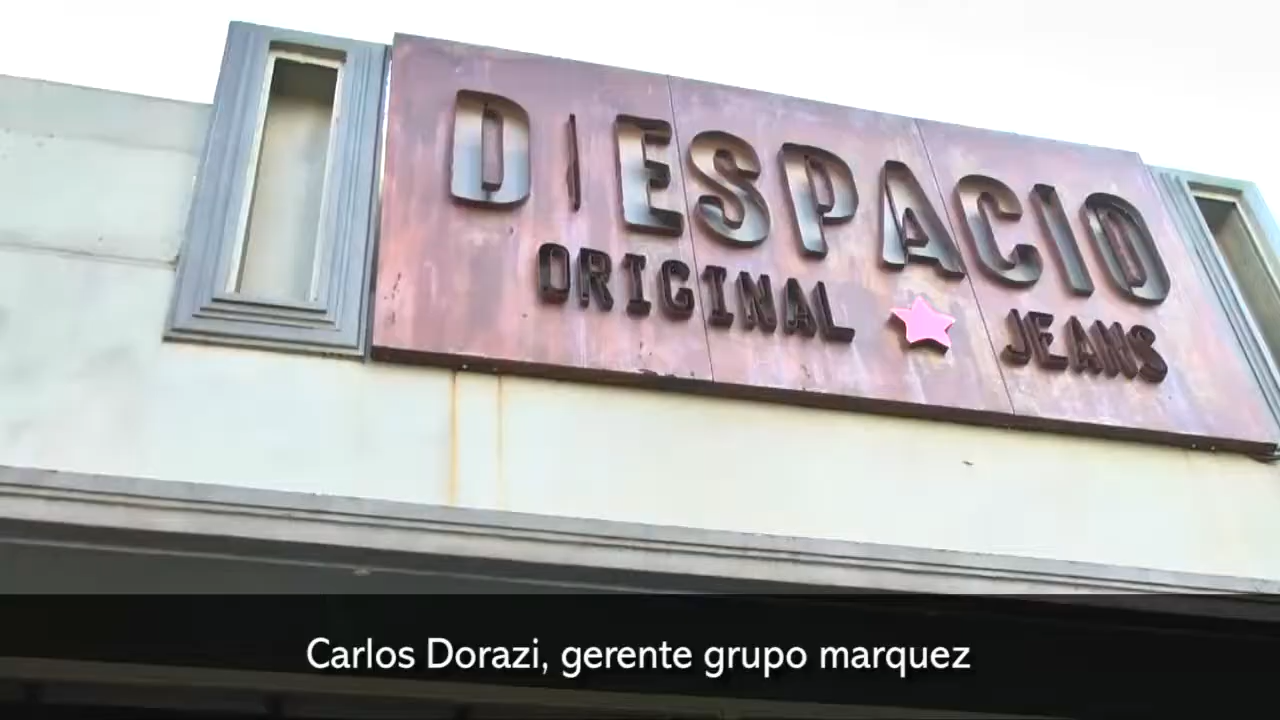 D|ESPACIO
ORIGINAL ★ JEANS
Carlos Dorazi, gerente grupo marquez